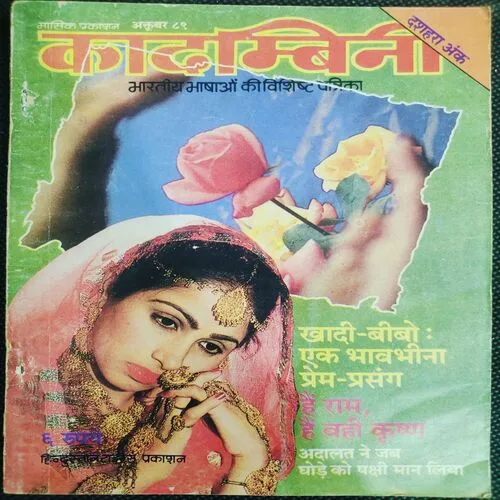 मासिक प्रकाशन अक्तूबर ८९
दशहरा अंक
कादम्बिनी
भारतीय भाषाओं की विशिष्ट पत्रिका
खादी-बीबो :
एक भावभीना
प्रेम-प्रसंग
हैं राम,
हैं वही कृष्ण
अदालत ने जब
घोड़े को पक्षी मान लिया
६ रुपये
हिन्दुस्तान टाइम्स प्रकाशन